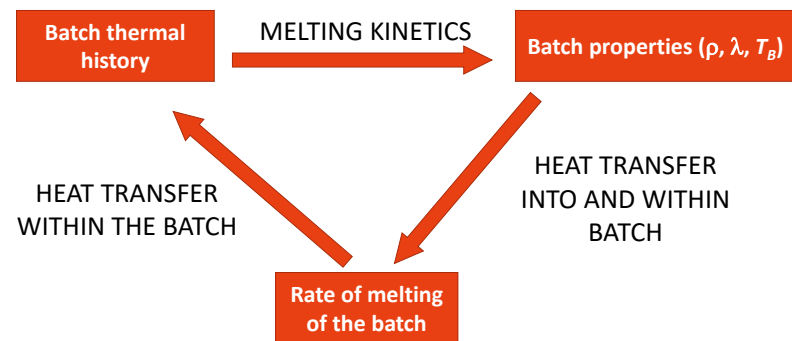 Batch thermal
history
MELTING KINETICS
Batch properties (ρ, λ, T_B)
HEAT TRANSFER
WITHIN THE BATCH
HEAT TRANSFER
INTO AND WITHIN
BATCH
Rate of melting
of the batch